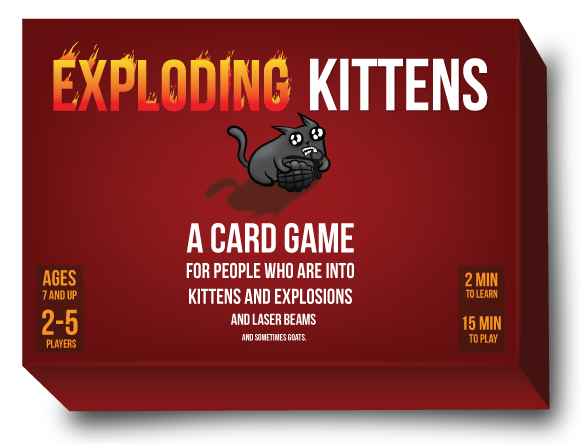 EXPLODING KITTENS
A CARD GAME
FOR PEOPLE WHO ARE INTO
KITTENS AND EXPLOSIONS
AND LASER BEAMS
AND SOMETIMES GOATS.
AGES
7 AND UP
2-5
PLAYERS
2 MIN
TO LEARN
15 MIN
TO PLAY